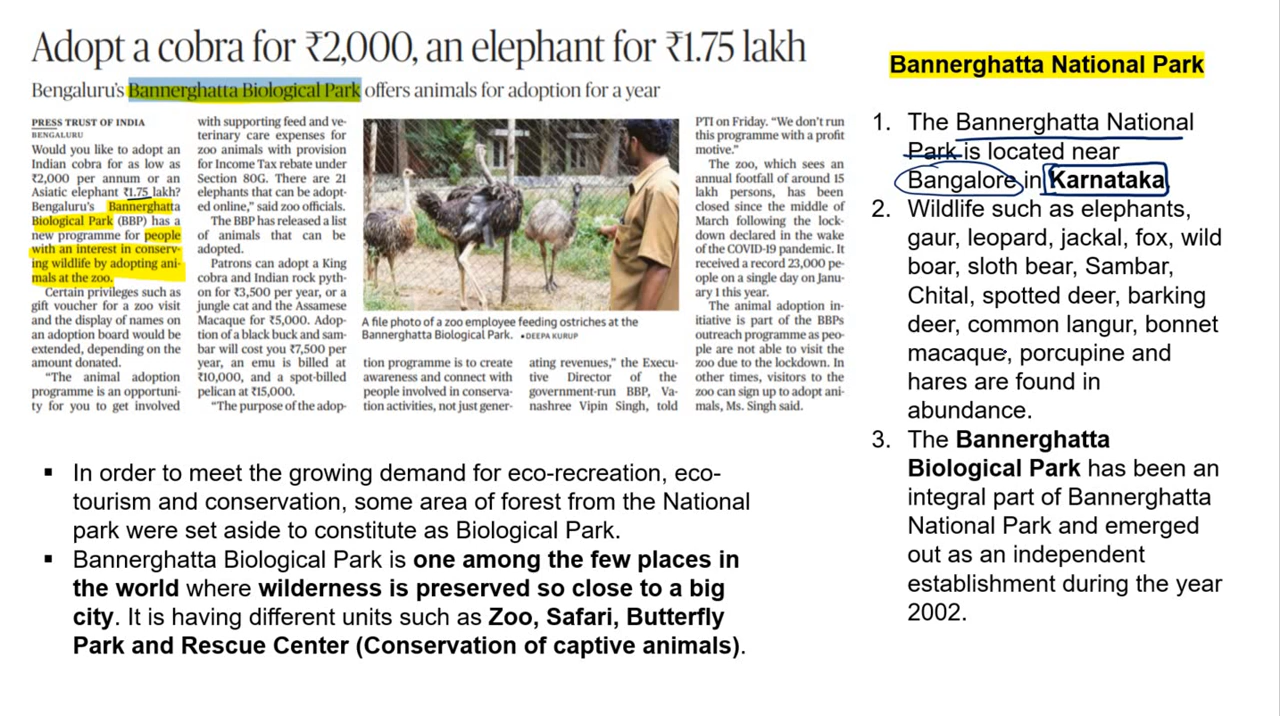 Adopt a cobra for ₹2,000, an elephant for ₹1.75 lakh
Bengaluru's Bannerghatta Biological Park offers animals for adoption for a year
PRESS TRUST OF INDIA
BENGALURU
Would you like to adopt an
Indian cobra for as low as
₹2,000 per annum or an
Asiatic elephant ₹1.75 lakh?
Bengaluru's Bannerghatta
Biological Park (BBP) has a
new programme for people
with an interest in conserv-
ing wildlife by adopting ani-
mals at the zoo.
Certain privileges such as
gift voucher for a zoo visit
and the display of names on
an adoption board would be
extended, depending on the
amount donated.
"The animal adoption
programme is an opportuni-
ty for you to get involved
with supporting feed and ve-
terinary care expenses for
zoo animals with provision
for Income Tax rebate under
Section 80G. There are 21
elephants that can be adopt-
ed online," said zoo officials.
The BBP has released a list
of animals that can be
adopted.
Patrons can adopt a King
cobra and Indian rock pyth-
on for ₹3,500 per year, or a
jungle cat and the Assamese
Macaque for ₹5,000. Adop-
tion of a black buck and sam-
bar will cost you ₹7,500 per
year, an emu is billed at
₹10,000, and a spot-billed
pelican at ₹15,000.
"The purpose of the adop-
A file photo of a zoo employee feeding ostriches at the
Bannerghatta Biological Park. •DEEPA KURUP
tion programme is to create
awareness and connect with
people involved in conserva-
tion activities, not just gener-
ating revenues," the Execu-
tive Director of the
government-run BBP, Va-
nashree Vipin Singh, told
PTI on Friday. "We don't run
this programme with a profit
motive."
The zoo, which sees an
annual footfall of around 15
lakh persons, has been
closed since the middle of
March following the lock-
down declared in the wake
of the COVID-19 pandemic. It
received a record 23,000 pe-
ople on a single day on Janu-
ary 1 this year.
The animal adoption in-
itiative is part of the BBPs
outreach programme as peo-
ple are not able to visit the
zoo due to the lockdown. In
other times, visitors to the
zoo can sign up to adopt ani-
mals, Ms. Singh said.
▪ In order to meet the growing demand for eco-recreation, eco-
tourism and conservation, some area of forest from the National
park were set aside to constitute as Biological Park.
▪ Bannerghatta Biological Park is one among the few places in
the world where wilderness is preserved so close to a big
city. It is having different units such as Zoo, Safari, Butterfly
Park and Rescue Center (Conservation of captive animals).
Bannerghatta National Park
1. The Bannerghatta National
Park is located near
Bangalore in Karnataka
2. Wildlife such as elephants,
gaur, leopard, jackal, fox, wild
boar, sloth bear, Sambar,
Chital, spotted deer, barking
deer, common langur, bonnet
macaque, porcupine and
hares are found in
abundance.
3. The Bannerghatta
Biological Park has been an
integral part of Bannerghatta
National Park and emerged
out as an independent
establishment during the year
2002.